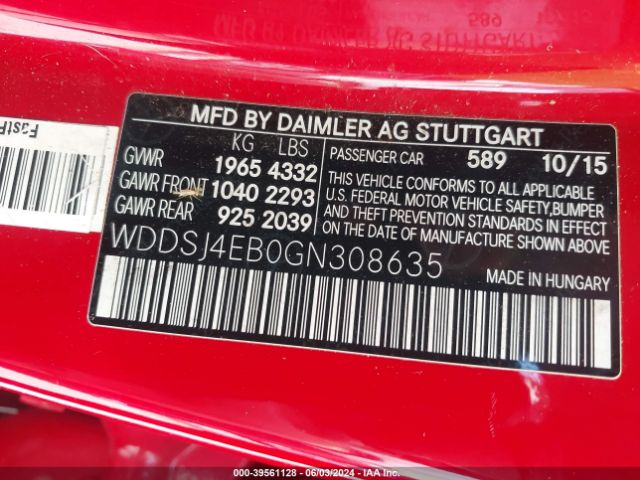 MFD BY DAIMLER AG STUTTGART
KG LBS
GVWR 1965 4332
GAWR FRONT 1040 2293
GAWR REAR 925 2039
PASSENGER CAR 589 10/15
THIS VEHICLE CONFORMS TO ALL APPLICABLE
U.S. FEDERAL MOTOR VEHICLE SAFETY,BUMPER
AND THEFT PREVENTION STANDARDS IN EFFECT
ON THE DATE OF MANUFACTURE SHOWN ABOVE.
WDDSJ4EB0GN308635
MADE IN HUNGARY
000-39561128 - 06/03/2024 - IAA Inc.